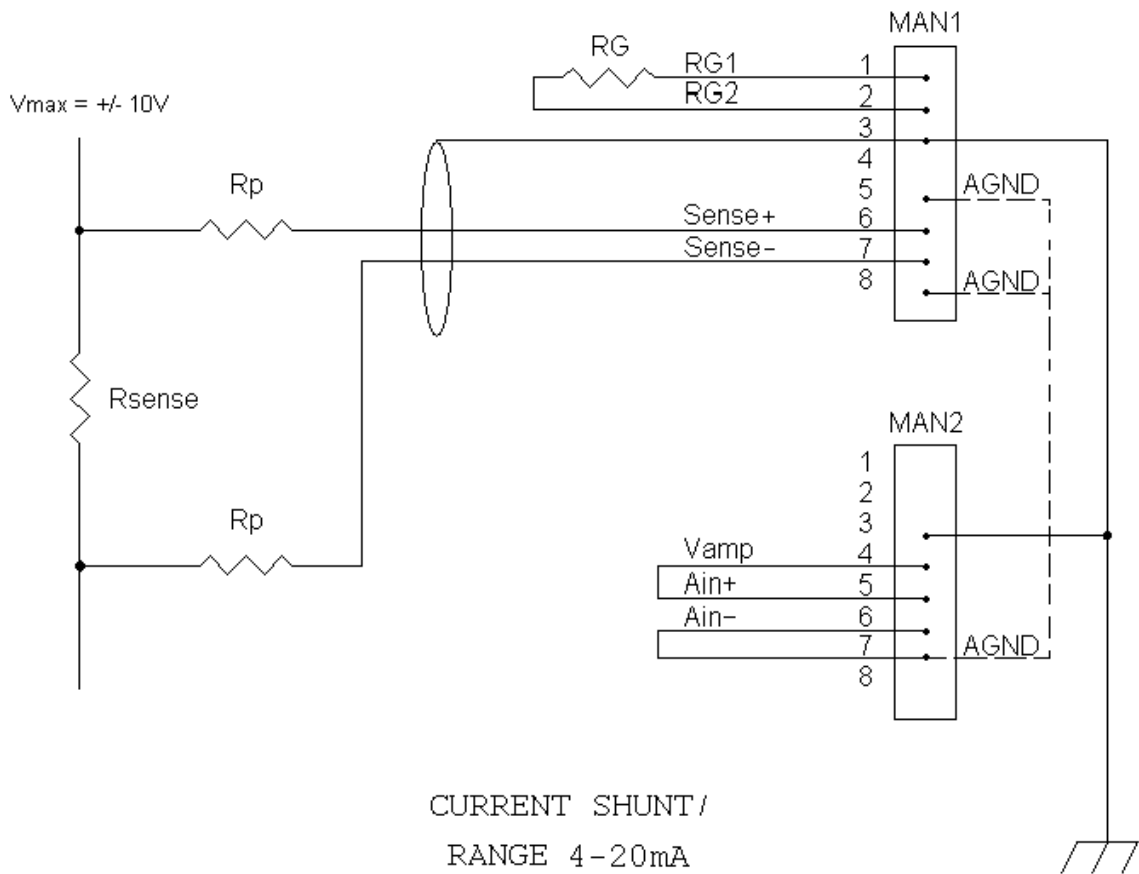 MAN1
RG
RG1
1
RG2
2
Vmax = +/- 10V
3
4
5
AGND
Rp
Sense+
6
Sense-
7
8
AGND
Rsense
MAN2
1
2
3
Rp
Vamp
4
Ain+
5
Ain-
6
7
AGND
8
CURRENT SHUNT/
RANGE 4-20mA